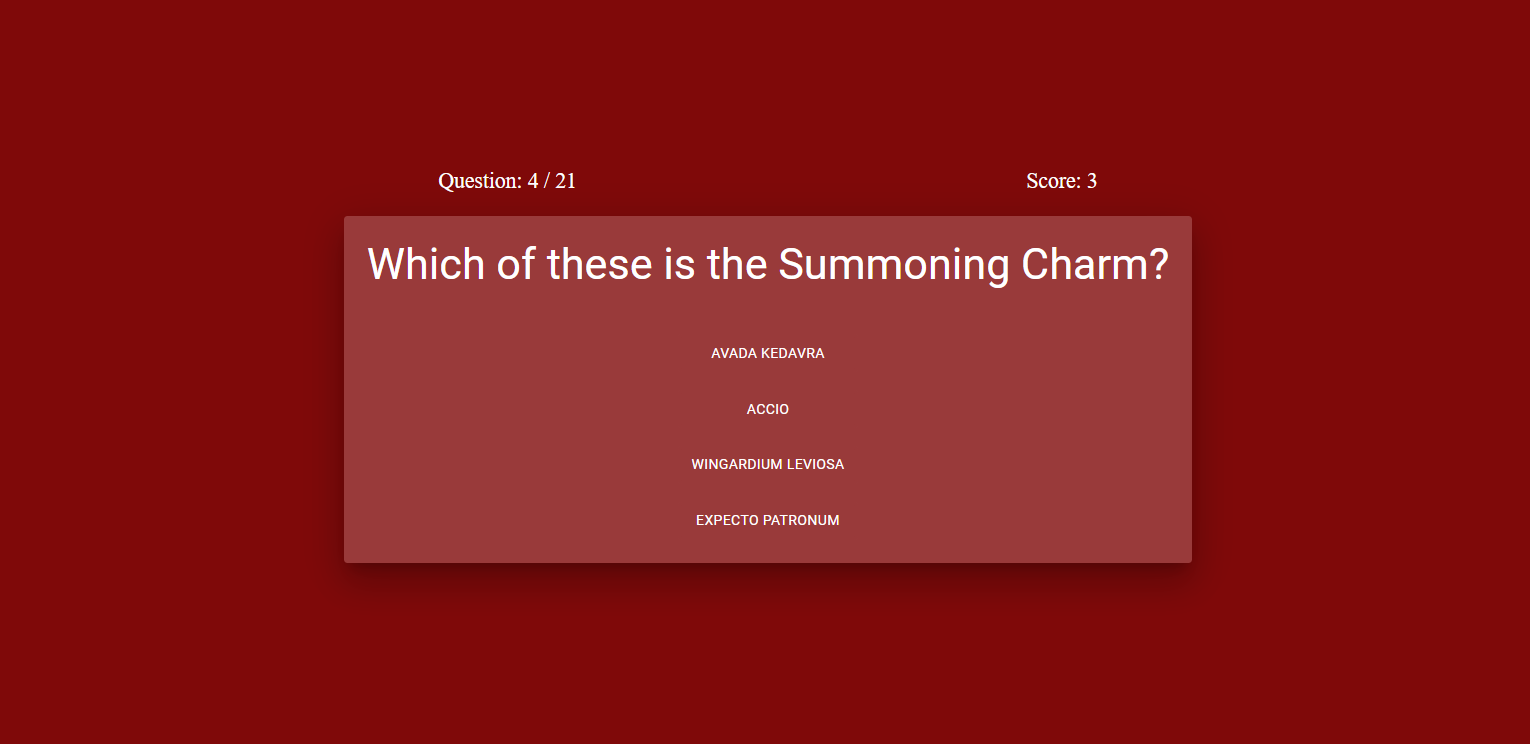 Question: 4 / 21
Score: 3
Which of these is the Summoning Charm?
AVADA KEDAVRA
ACCIO
WINGARDIUM LEVIOSA
EXPECTO PATRONUM